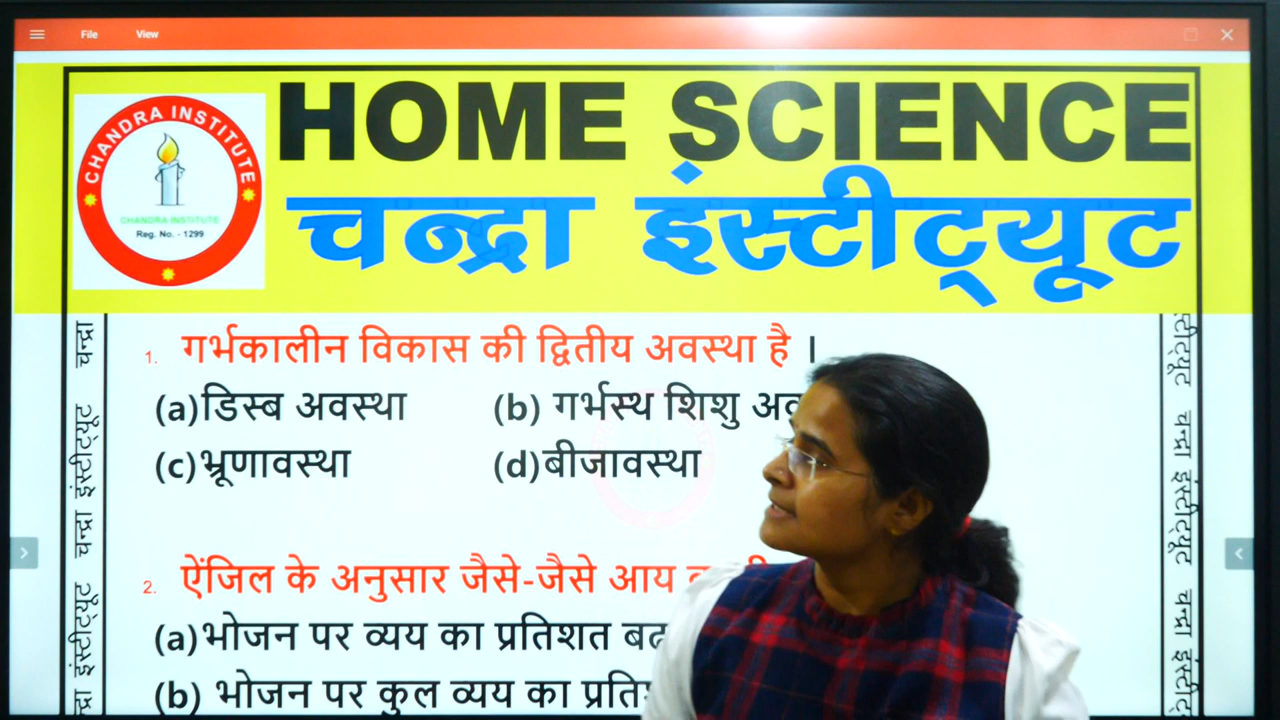 File View
HOME SCIENCE
CHANDRA INSTITUTE
CHANDRA INSTITUTE
Reg. No. - 1299
चन्द्रा इंस्टीट्यूट
1. गर्भकालीन विकास की द्वितीय अवस्था है ।
(a)डिस्ब अवस्था (b) गर्भस्थ शिशु
(c)भ्रूणावस्था (d)बीजावस्था
2. ऐंजिल के अनुसार जैसे-जैसे आय
(a)भोजन पर व्यय का प्रतिशत
(b) भोजन पर कुल व्यय का
चन्द्रा इंस्टीट्यूट चन्द्रा
चन्द्रा इंस्टीट्यूट